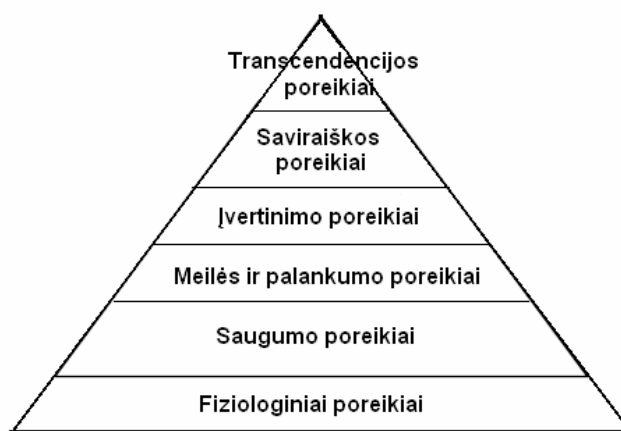 Transcendencijos
poreikiai
Saviraiškos
poreikiai
Įvertinimo poreikiai
Meilės ir palankumo poreikiai
Saugumo poreikiai
Fiziologiniai poreikiai